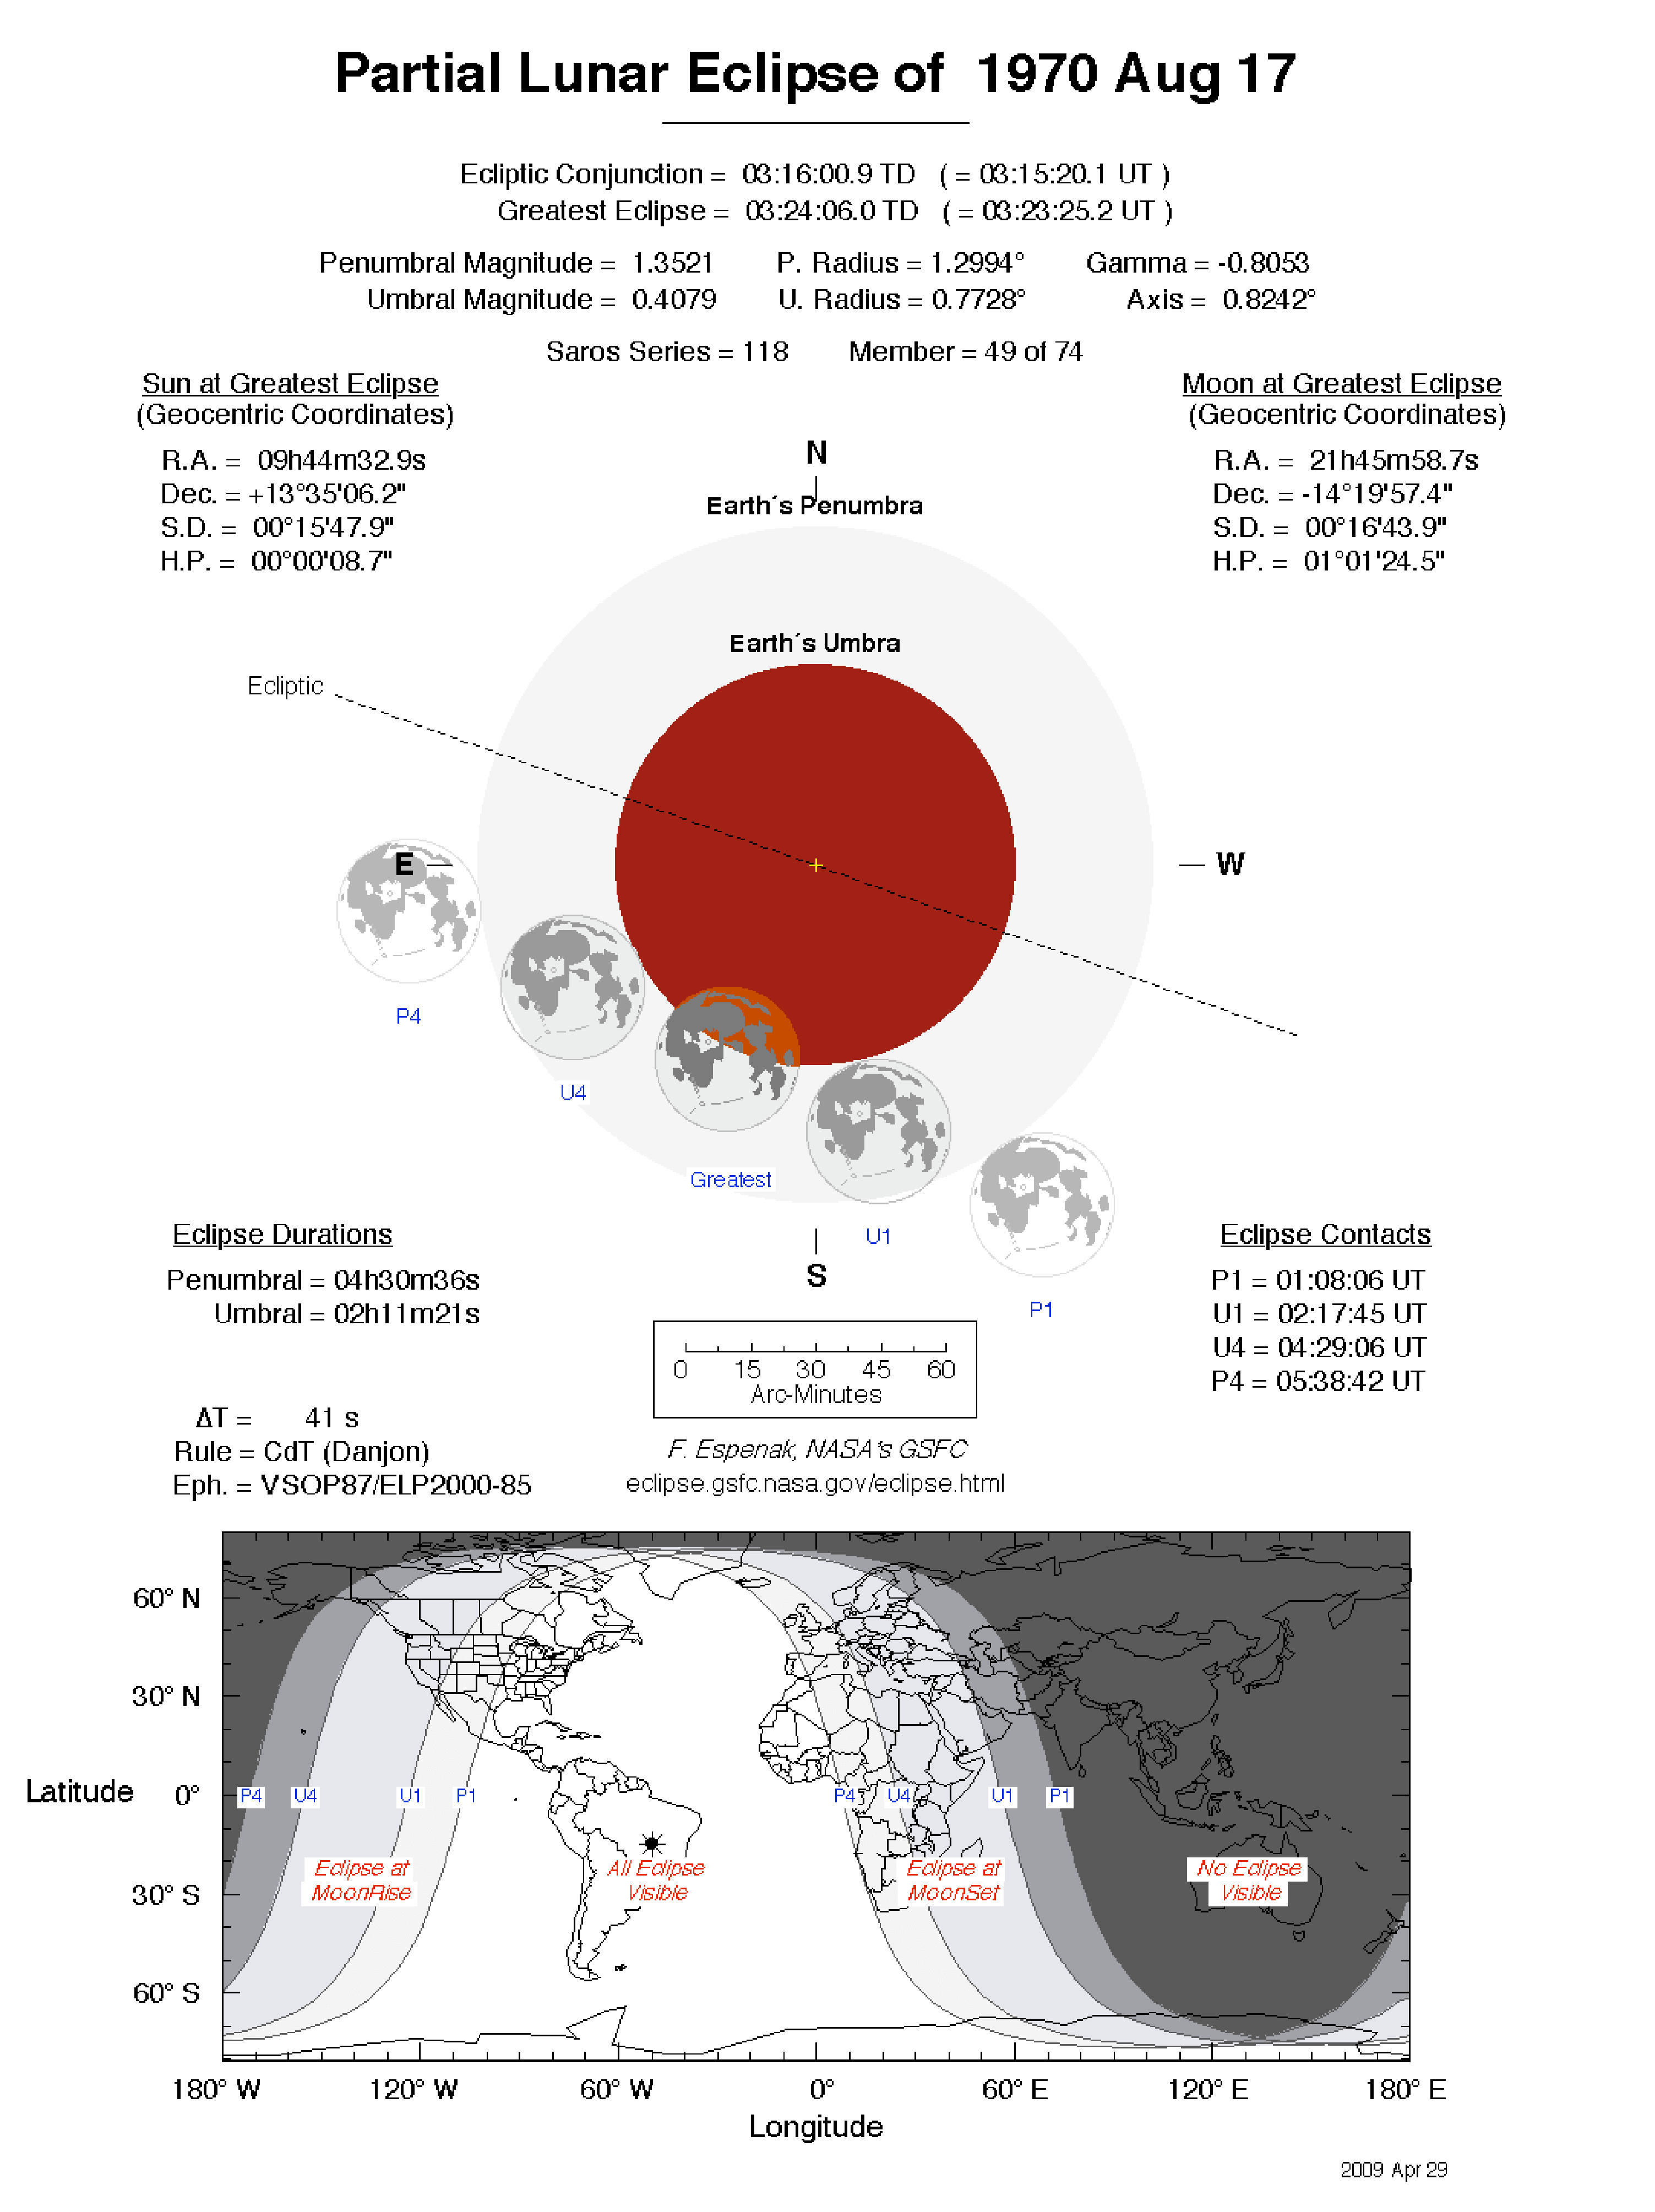 Partial Lunar Eclipse of 1970 Aug 17
Ecliptic Conjunction = 03:16:00.9 TD ( = 03:15:20.1 UT )
Greatest Eclipse = 03:24:06.0 TD ( = 03:23:25.2 UT )
Penumbral Magnitude = 1.3521 P. Radius = 1.2994° Gamma = -0.8053
Umbral Magnitude = 0.4079 U. Radius = 0.7728° Axis = 0.8242°
Saros Series = 118 Member = 49 of 74
Sun at Greatest Eclipse
(Geocentric Coordinates)
R.A. = 09h44m32.9s
Dec. = +13°35'06.2"
S.D. = 00°15'47.9"
H.P. = 00°00'08.7"
Moon at Greatest Eclipse
(Geocentric Coordinates)
R.A. = 21h45m58.7s
Dec. = -14°19'57.4"
S.D. = 00°16'43.9"
H.P. = 01°01'24.5"
N
Earth´s Penumbra
Earth´s Umbra
Ecliptic
E
W
P4
U4
Greatest
U1
S
P1
Eclipse Durations
Penumbral = 04h30m36s
Umbral = 02h11m21s
Eclipse Contacts
P1 = 01:08:06 UT
U1 = 02:17:45 UT
U4 = 04:29:06 UT
P4 = 05:38:42 UT
0 15 30 45 60
Arc-Minutes
ΔT = 41 s
Rule = CdT (Danjon)
Eph. = VSOP87/ELP2000-85
F. Espenak, NASA's GSFC
eclipse.gsfc.nasa.gov/eclipse.html
60° N
30° N
Latitude 0°
30° S
60° S
P4 U4 U1 P1 P4 U4 U1 P1
Eclipse at
MoonRise
All Eclipse
Visible
Eclipse at
MoonSet
No Eclipse
Visible
180° W 120° W 60° W 0° 60° E 120° E 180° E
Longitude
2009 Apr 29